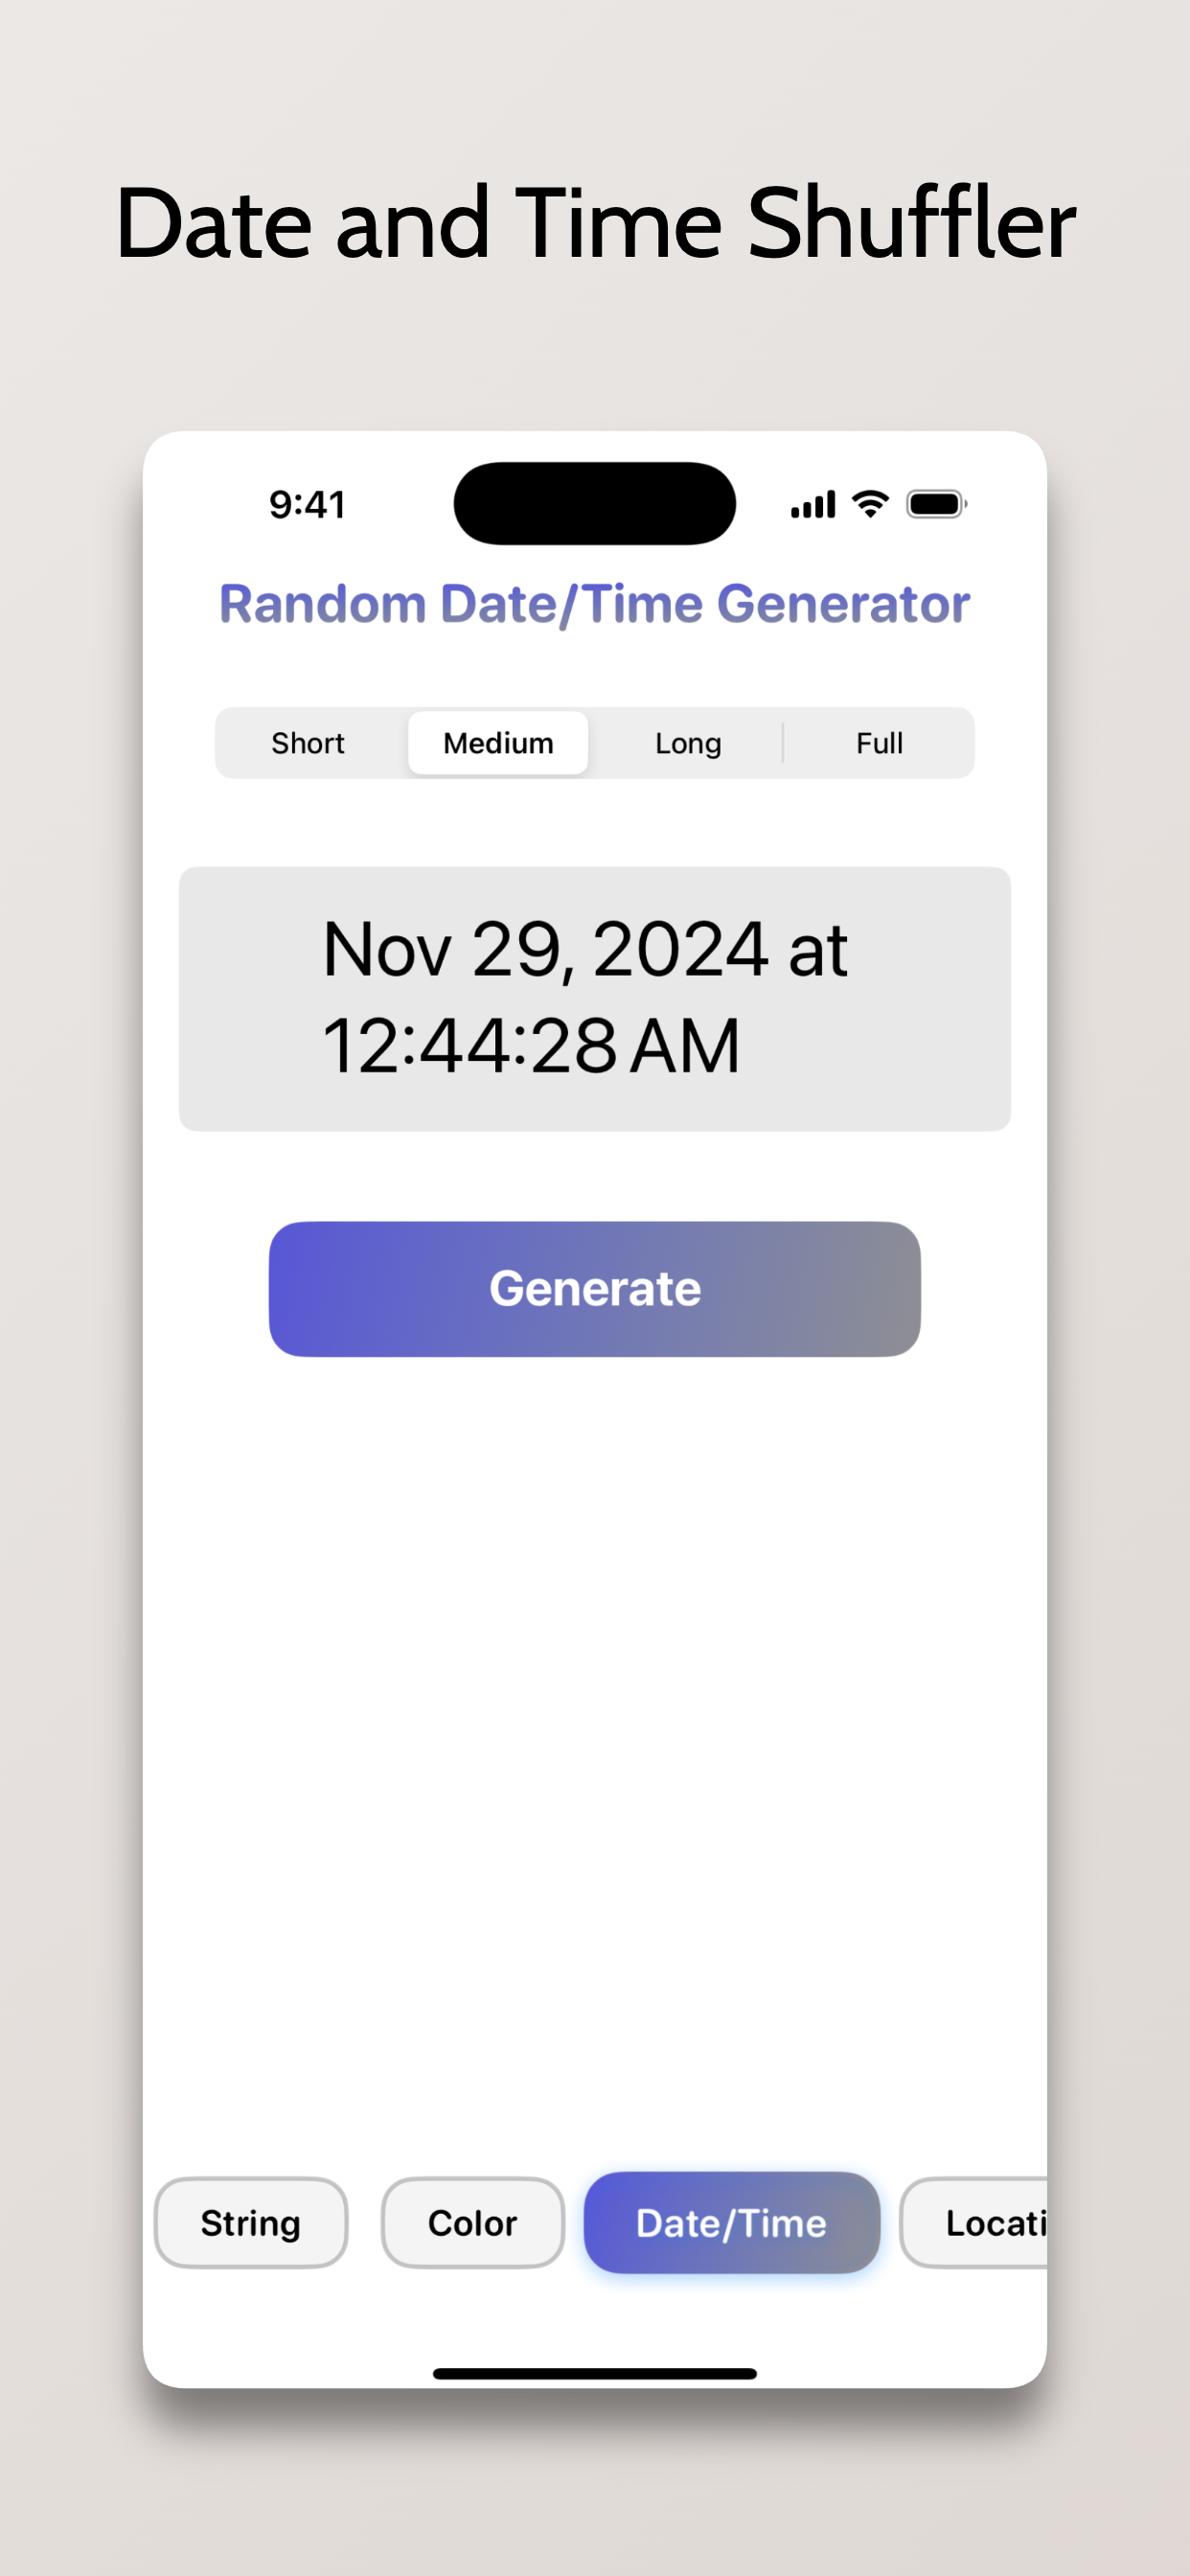 Date and Time Shuffler
9:41
Random Date/Time Generator
Short Medium Long Full
Nov 29, 2024 at
12:44:28 AM
Generate
String Color Date/Time Locati